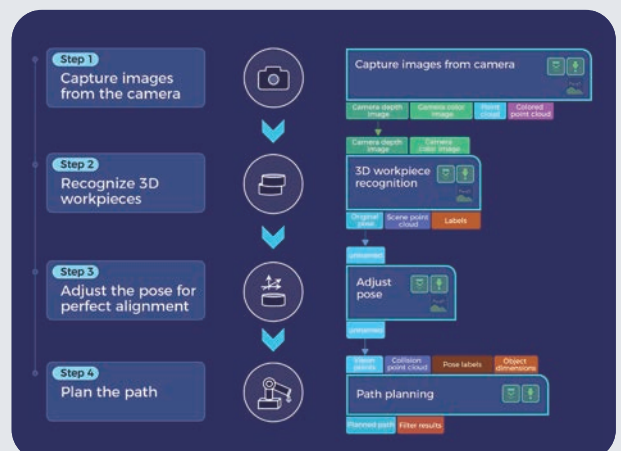 Step 1
Capture images
from the camera
Step 2
Recognize 3D
workpieces
Step 3
Adjust the pose for
perfect alignment
Step 4
Plan the path
Capture images from camera
Camera depth
image
Camera color
image
Point
cloud
Colored
point cloud
Camera depth
image
Camera
color image
3D workpiece
recognition
Original
pose
Scene point
cloud
Labels
Adjust
pose
Vision
points
Collision
point cloud
Pose labels
Object
dimensions
Path planning
Planned path
Filter results